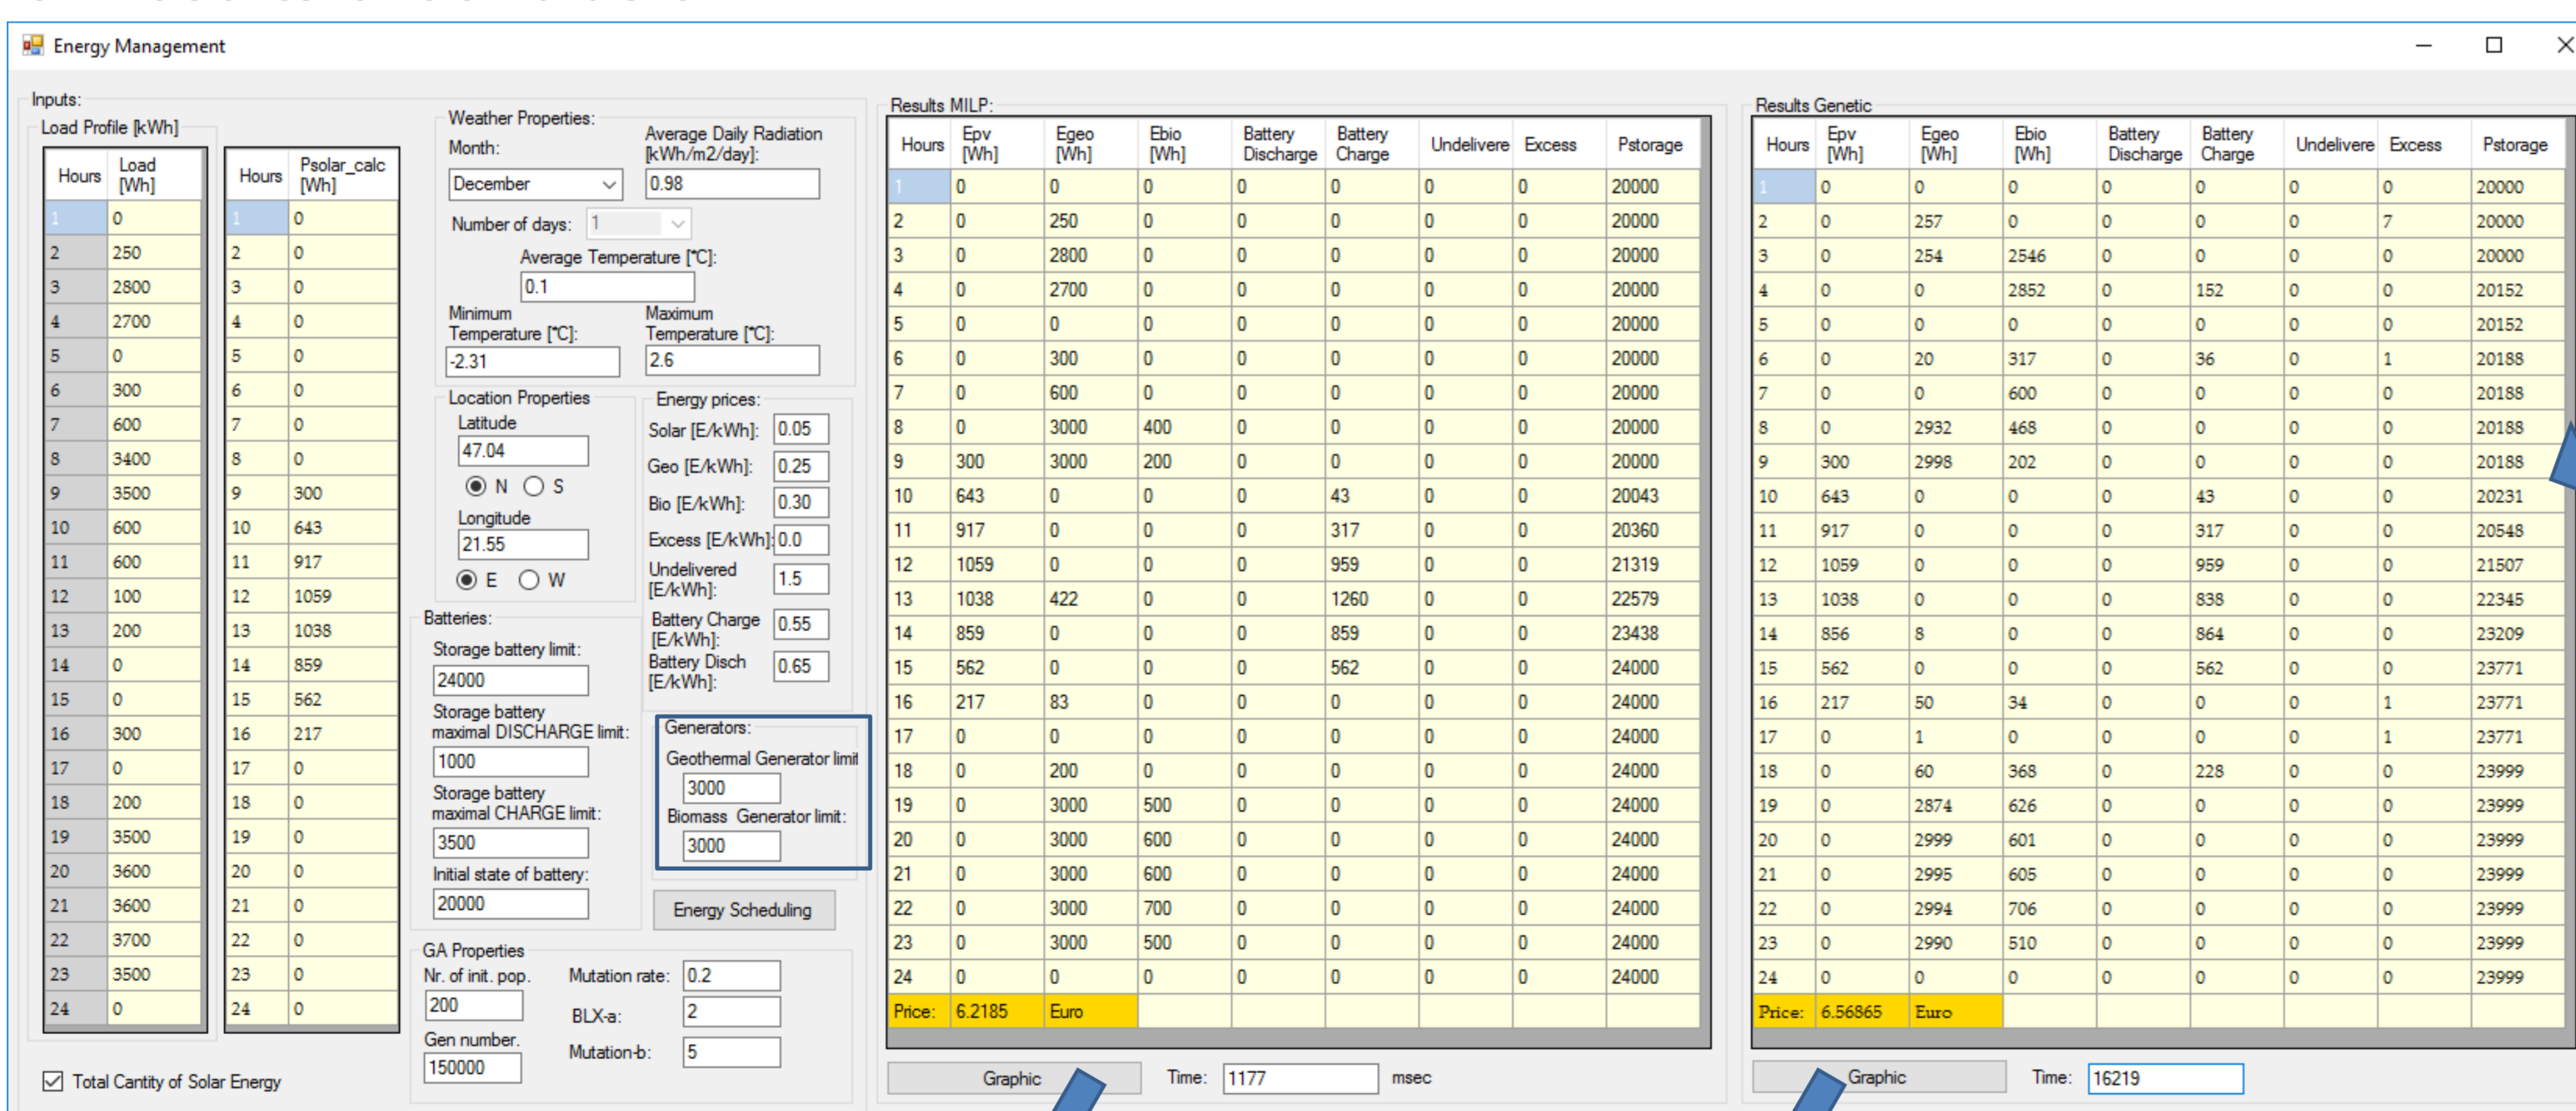 Energy Management
Inputs:
Load Profile [kWh]
Hours Load [Wh]
1 0
2 250
3 2800
4 2700
5 0
6 300
7 600
8 3400
9 3500
10 600
11 600
12 100
13 200
14 0
15 0
16 300
17 0
18 200
19 3500
20 3600
21 3600
22 3700
23 3500
24 0
Hours Psolar_calc [Wh]
1 0
2 0
3 0
4 0
5 0
6 0
7 0
8 0
9 300
10 643
11 917
12 1059
13 1038
14 859
15 562
16 217
17 0
18 0
19 0
20 0
21 0
22 0
23 0
24 0
Total Cantity of Solar Energy
Weather Properties:
Month:
December
Average Daily Radiation
[kWh/m2/day]:
0.98
Number of days: 1
Average Temperature [°C]:
0.1
Minimum
Temperature [°C]:
-2.31
Maximum
Temperature [°C]:
2.6
Location Properties
Latitude
47.04
N S
Longitude
21.55
E W
Energy prices:
Solar [E/kWh]: 0.05
Geo [E/kWh]: 0.25
Bio [E/kWh]: 0.30
Excess [E/kWh]: 0.0
Undelivered
[E/kWh]: 1.5
Battery Charge
[E/kWh]: 0.55
Battery Disch
[E/kWh]: 0.65
Batteries:
Storage battery limit:
24000
Storage battery
maximal DISCHARGE limit:
1000
Storage battery
maximal CHARGE limit:
3500
Initial state of battery:
20000
Generators:
Geothermal Generator limit
3000
Biomass Generator limit:
3000
Energy Scheduling
GA Properties
Nr. of init. pop.
200
Gen number.
150000
Mutation rate: 0.2
BLX-a: 2
Mutation-b: 5
Results MILP:
Hours Epv [Wh] Egeo [Wh] Ebio [Wh] Battery Discharge Battery Charge Undelivere Excess Pstorage
1 0 0 0 0 0 0 0 20000
2 0 250 0 0 0 0 0 20000
3 0 2800 0 0 0 0 0 20000
4 0 2700 0 0 0 0 0 20000
5 0 0 0 0 0 0 0 20000
6 0 300 0 0 0 0 0 20000
7 0 600 0 0 0 0 0 20000
8 0 3000 400 0 0 0 0 20000
9 300 3000 200 0 0 0 0 20000
10 643 0 0 0 43 0 0 20043
11 917 0 0 0 317 0 0 20360
12 1059 0 0 0 959 0 0 21319
13 1038 422 0 0 1260 0 0 22579
14 859 0 0 0 859 0 0 23438
15 562 0 0 0 562 0 0 24000
16 217 83 0 0 0 0 0 24000
17 0 0 0 0 0 0 0 24000
18 0 200 0 0 0 0 0 24000
19 0 3000 500 0 0 0 0 24000
20 0 3000 600 0 0 0 0 24000
21 0 3000 600 0 0 0 0 24000
22 0 3000 700 0 0 0 0 24000
23 0 3000 500 0 0 0 0 24000
24 0 0 0 0 0 0 0 24000
Price: 6.2185 Euro
Graphic Time: 1177 msec
Results Genetic
Hours Epv [Wh] Egeo [Wh] Ebio [Wh] Battery Discharge Battery Charge Undelivere Excess Pstorage
1 0 0 0 0 0 0 0 20000
2 0 257 0 0 0 0 7 20000
3 0 254 2546 0 0 0 0 20000
4 0 0 2852 0 152 0 0 20152
5 0 0 0 0 0 0 0 20152
6 0 20 317 0 36 0 1 20188
7 0 0 600 0 0 0 0 20188
8 0 2932 468 0 0 0 0 20188
9 300 2998 202 0 0 0 0 20188
10 643 0 0 0 43 0 0 20231
11 917 0 0 0 317 0 0 20548
12 1059 0 0 0 959 0 0 21507
13 1038 0 0 0 838 0 0 22345
14 856 8 0 0 864 0 0 23209
15 562 0 0 0 562 0 0 23771
16 217 50 34 0 0 0 1 23771
17 0 1 0 0 0 0 1 23771
18 0 60 368 0 228 0 0 23999
19 0 2874 626 0 0 0 0 23999
20 0 2999 601 0 0 0 0 23999
21 0 2995 605 0 0 0 0 23999
22 0 2994 706 0 0 0 0 23999
23 0 2990 510 0 0 0 0 23999
24 0 0 0 0 0 0 0 23999
Price: 6.56865 Euro
Graphic Time: 16219